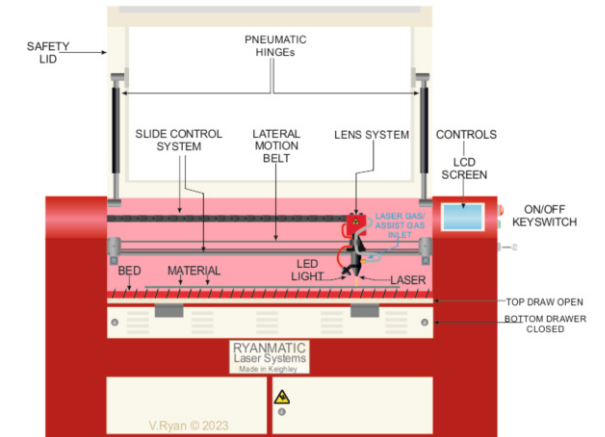 SAFETY
LID
PNEUMATIC
HINGEs
SLIDE CONTROL
SYSTEM
LATERAL
MOTION
BELT
LENS SYSTEM
CONTROLS
LCD
SCREEN
LASER GAS/
ASSIST GAS
INLET
ON/OFF
KEYSWITCH
BED
MATERIAL
LED
LIGHT
LASER
TOP DRAW OPEN
BOTTOM DRAWER
CLOSED
RYANMATIC
Laser Systems
Made in Keighley
V.Ryan © 2023